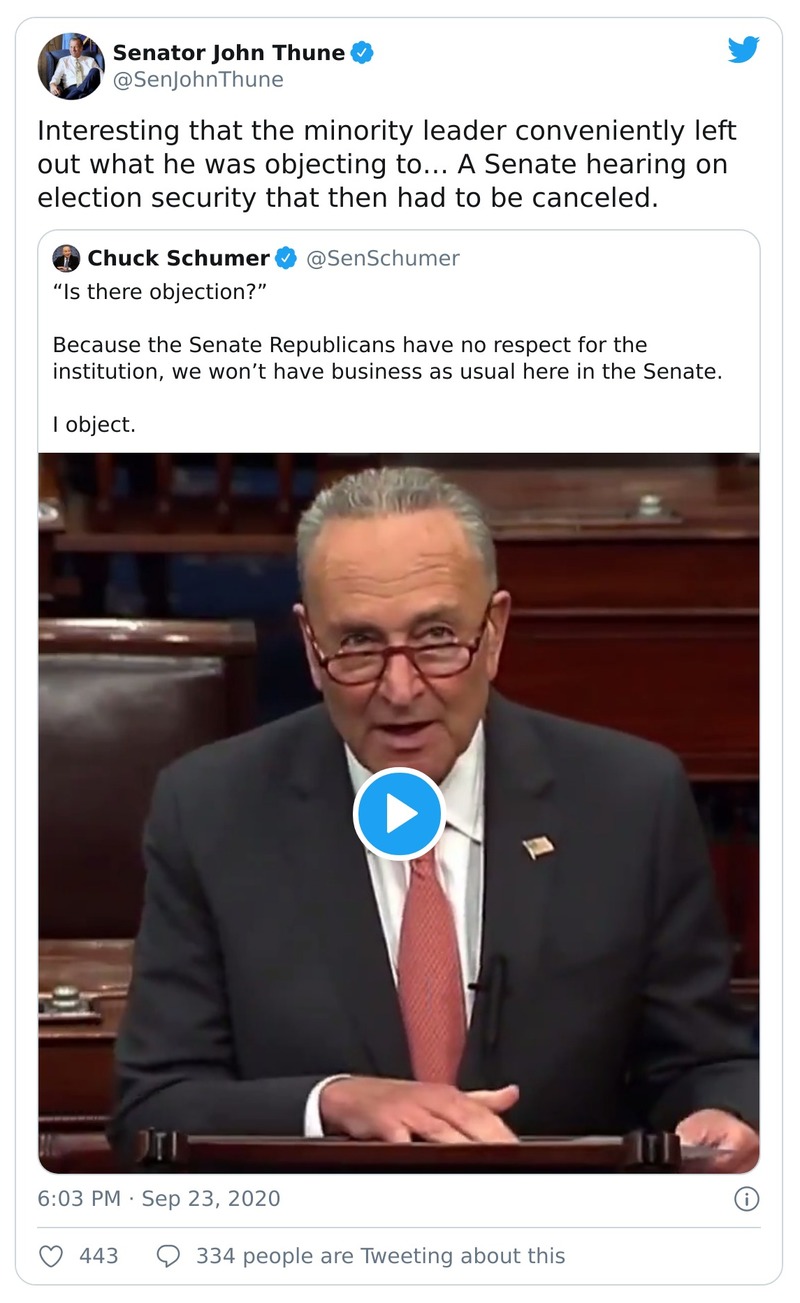 Senator John Thune
@SenJohnThune
Interesting that the minority leader conveniently left
out what he was objecting to... A Senate hearing on
election security that then had to be canceled.
Chuck Schumer @SenSchumer
“Is there objection?”
Because the Senate Republicans have no respect for the
institution, we won’t have business as usual here in the Senate.
I object.
6:03 PM · Sep 23, 2020
443 334 people are Tweeting about this